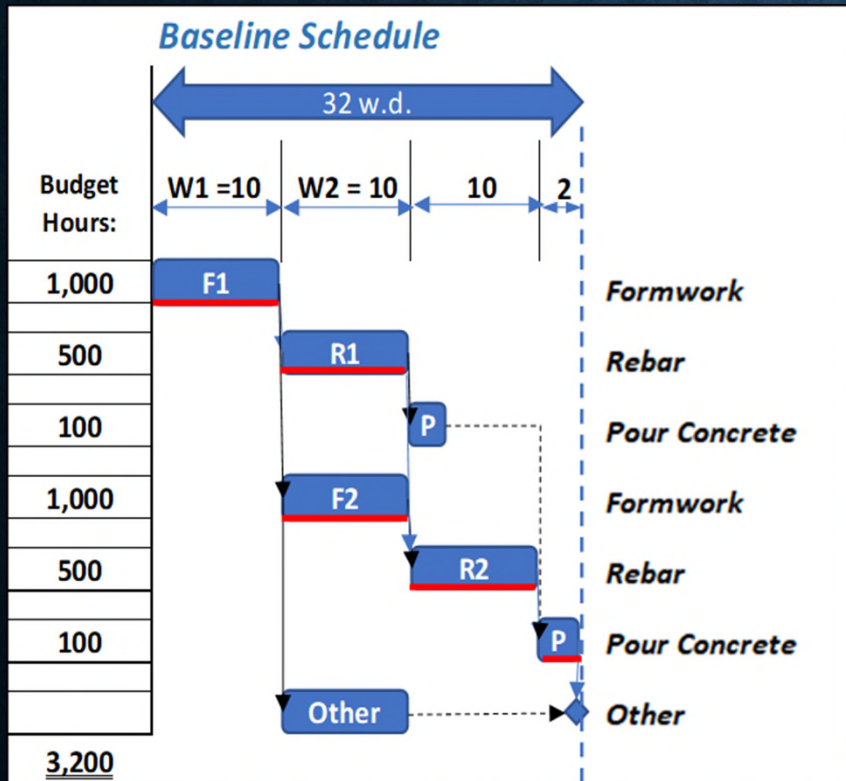 Baseline Schedule
32 w.d.
Budget
Hours:
W1 =10
W2 = 10
10
2
1,000
F1
Formwork
500
R1
Rebar
100
P
Pour Concrete
1,000
F2
Formwork
500
R2
Rebar
100
P
Pour Concrete
Other
Other
3,200